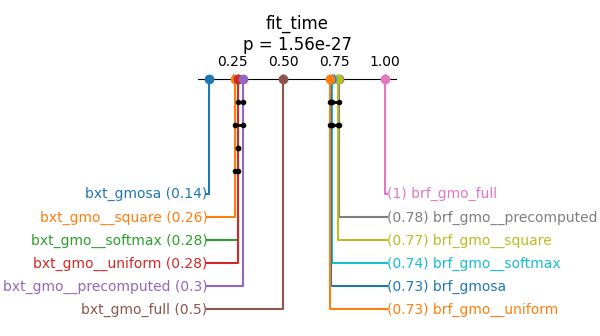 fit_time
p = 1.56e-27
0.25 0.50 0.75 1.00
bxt_gmosa (0.14) (1) brf_gmo_full
bxt_gmo__square (0.26) (0.78) brf_gmo__precomputed
bxt_gmo__softmax (0.28) (0.77) brf_gmo__square
bxt_gmo__uniform (0.28) (0.74) brf_gmo__softmax
bxt_gmo__precomputed (0.3) (0.73) brf_gmosa
bxt_gmo_full (0.5) (0.73) brf_gmo__uniform